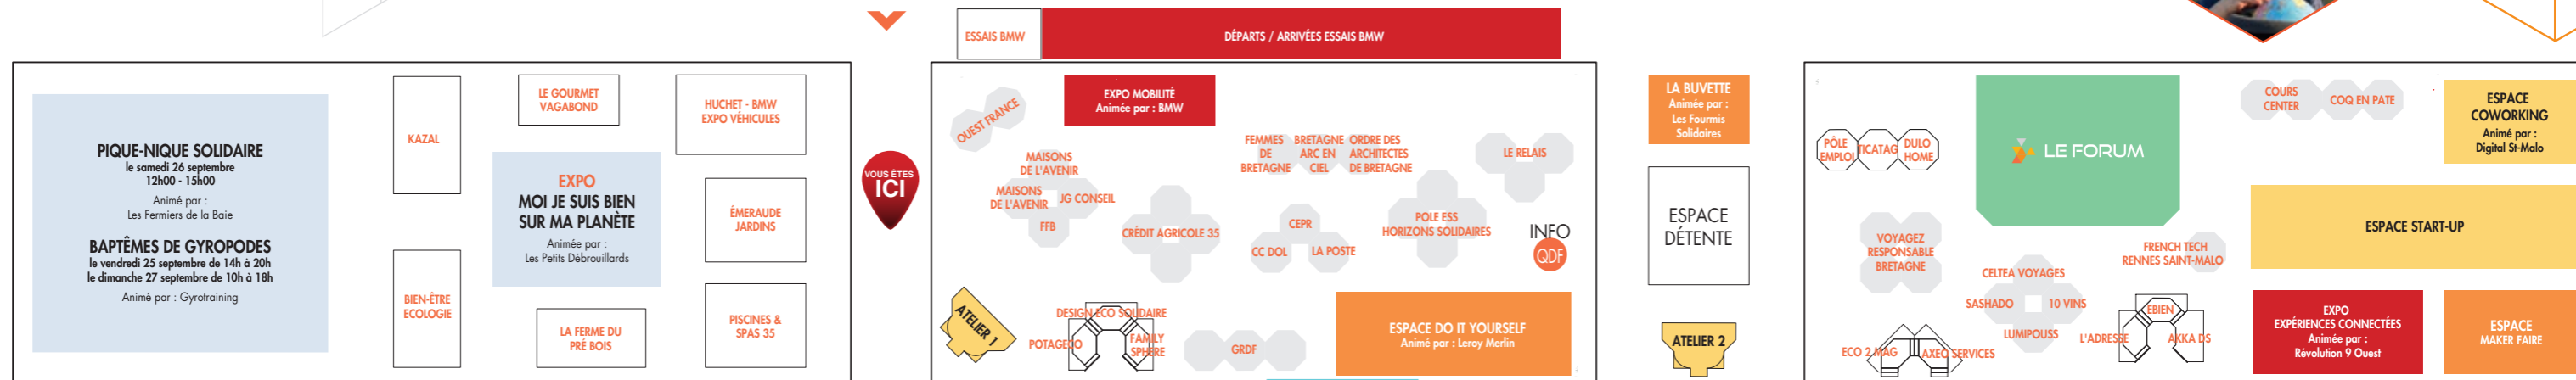 ESSAIS BMW
DÉPARTS / ARRIVÉES ESSAIS BMW
PIQUE-NIQUE SOLIDAIRE
le samedi 26 septembre
12h00 - 15h00
Animé par :
Les Fermiers de la Baie
BAPTÊMES DE GYROPODES
le vendredi 25 septembre de 14h à 20h
le dimanche 27 septembre de 10h à 18h
Animé par : Gyrotraining
KAZAL
BIEN-ÊTRE
ECOLOGIE
LE GOURMET
VAGABOND
EXPO
MOI JE SUIS BIEN
SUR MA PLANÈTE
Animée par :
Les Petits Débrouillards
LA FERME DU
PRÉ BOIS
HUCHET - BMW
EXPO VÉHICULES
ÉMERAUDE
JARDINS
PISCINES &
SPAS 35
VOUS ÊTES
ICI
OUEST FRANCE
EXPO MOBILITÉ
Animée par : BMW
MAISONS
DE L'AVENIR
MAISONS
DE L'AVENIR
JG CONSEIL
FFB
CRÉDIT AGRICOLE 35
FEMMES
DE
BRETAGNE
BRETAGNE
ARC EN
CIEL
ORDRE DES
ARCHITECTES
DE BRETAGNE
CEPR
CC DOL
LA POSTE
POLE ESS
HORIZONS SOLIDAIRES
LE RELAIS
INFO
QDF
ATELIER 1
DESIGN ECO SOLIDAIRE
POTAGECO
FAMILY
SPHERE
GRDF
ESPACE DO IT YOURSELF
Animé par : Leroy Merlin
LA BUVETTE
Animée par :
Les Fourmis
Solidaires
ESPACE
DÉTENTE
ATELIER 2
PÔLE
EMPLOI
TICATAG
DULO
HOME
LE FORUM
COURS
CENTER
COQ EN PATE
ESPACE
COWORKING
Animé par :
Digital St-Malo
VOYAGEZ
RESPONSABLE
BRETAGNE
FRENCH TECH
RENNES SAINT-MALO
ESPACE START-UP
CELTEA VOYAGES
SASHADO
10 VINS
LUMIPOUSS
ECO 2 MAG
AXEO SERVICES
EBIEN
L'ADRESSE
AKKA DS
EXPO
EXPÉRIENCES CONNECTÉES
Animée par :
Révolution 9 Ouest
ESPACE
MAKER FAIRE